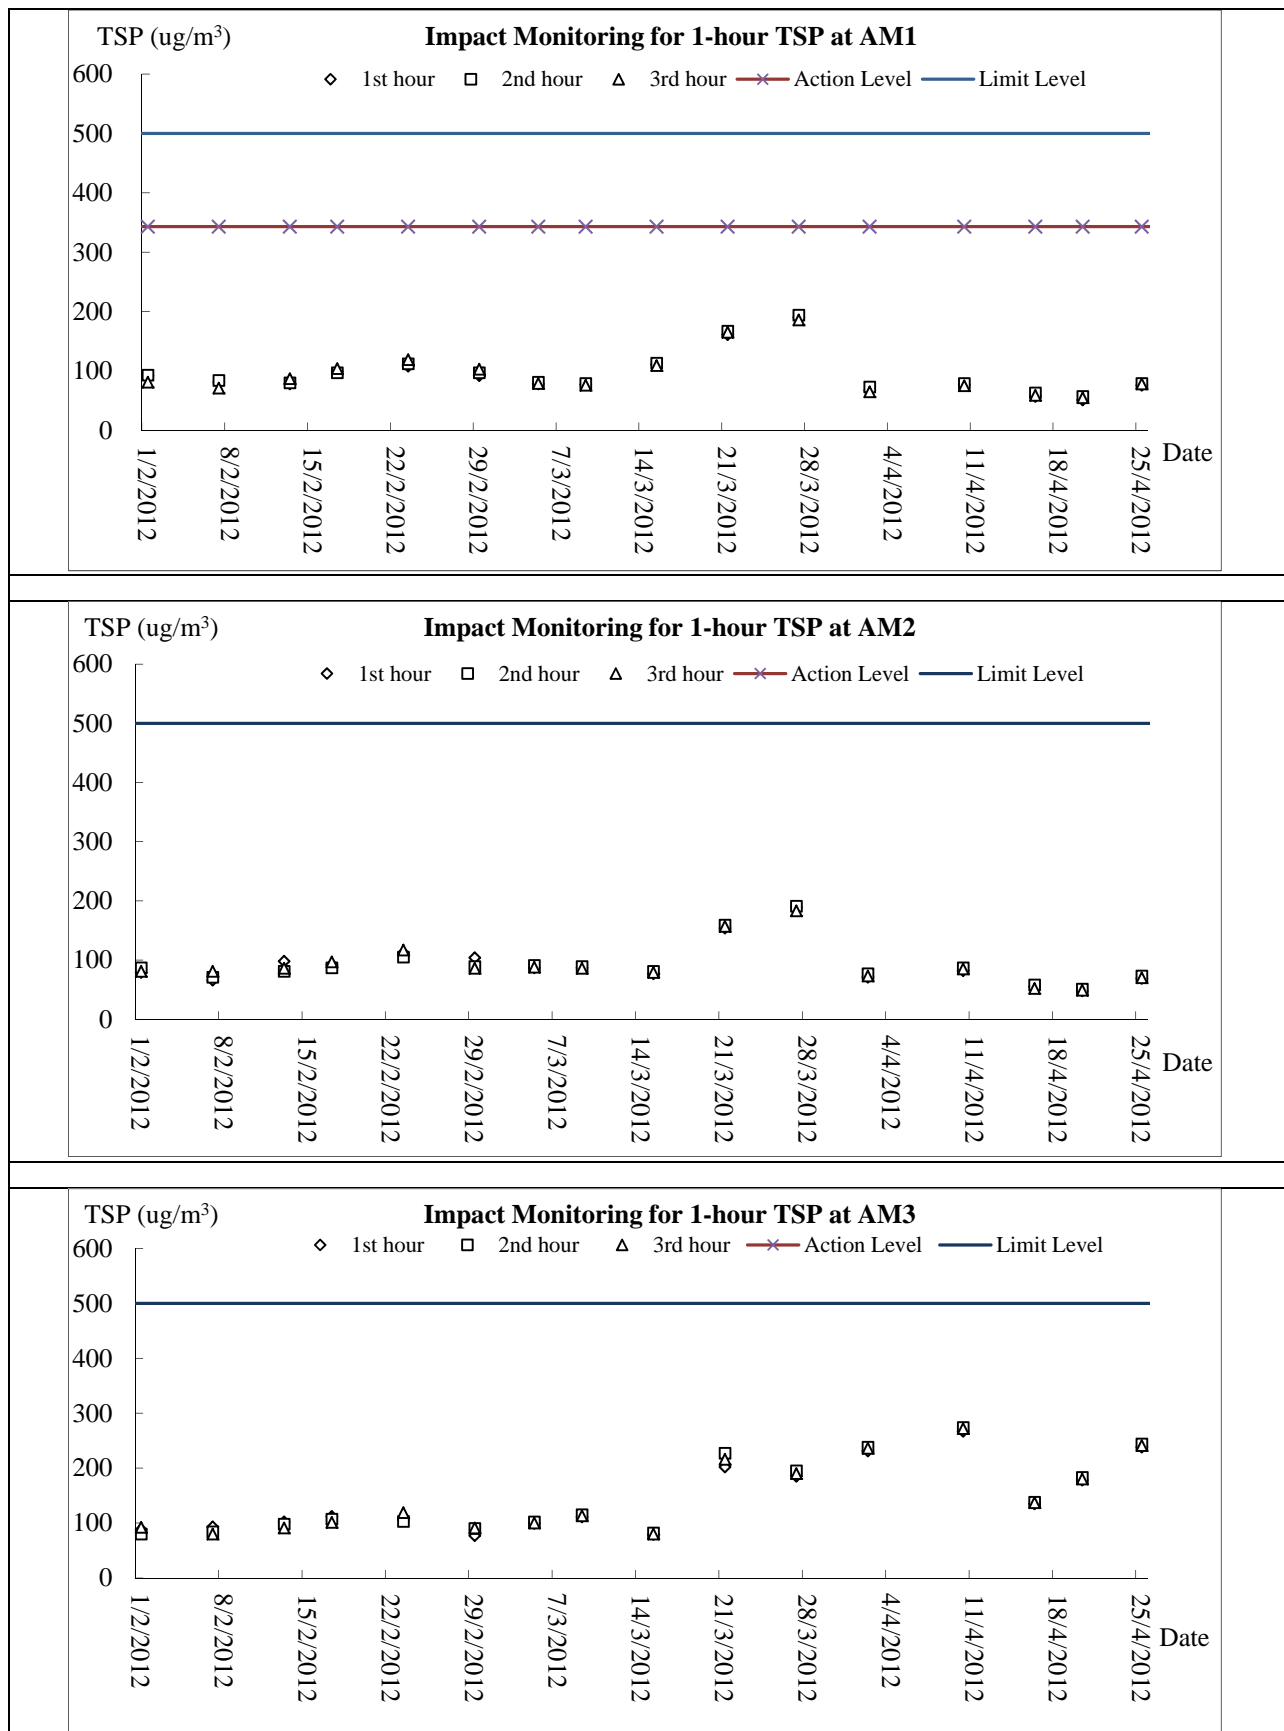 TSP (ug/m³) Impact Monitoring for 1-hour TSP at AM1
600
1st hour 2nd hour 3rd hour Action Level Limit Level
500
400
300
200
100
0
1/2/2012 8/2/2012 15/2/2012 22/2/2012 29/2/2012 7/3/2012 14/3/2012 21/3/2012 28/3/2012 4/4/2012 11/4/2012 18/4/2012 25/4/2012 Date
TSP (ug/m³) Impact Monitoring for 1-hour TSP at AM2
600
1st hour 2nd hour 3rd hour Action Level Limit Level
500
400
300
200
100
0
1/2/2012 8/2/2012 15/2/2012 22/2/2012 29/2/2012 7/3/2012 14/3/2012 21/3/2012 28/3/2012 4/4/2012 11/4/2012 18/4/2012 25/4/2012 Date
TSP (ug/m³) Impact Monitoring for 1-hour TSP at AM3
600 1st hour 2nd hour 3rd hour Action Level Limit Level
500
400
300
200
100
0
1/2/2012 8/2/2012 15/2/2012 22/2/2012 29/2/2012 7/3/2012 14/3/2012 21/3/2012 28/3/2012 4/4/2012 11/4/2012 18/4/2012 25/4/2012 Date